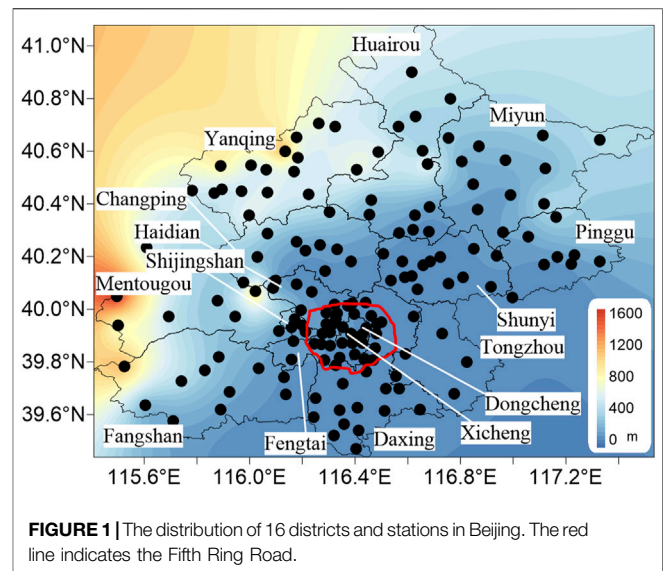 41.0°N
Huairou
40.8°N
Miyun
Yanqing
40.6°N
Changping
40.4°N
Haidian
Pinggu
40.2°N
Shijingshan
Mentougou
40.0°N
1600
Shunyi
1200
Tongzhou
39.8°N
800
Dongcheng
400
39.6°N
Xicheng
0 m
Fangshan
Fengtai
Daxing
115.6°E 116.0°E 116.4°E 116.8°E 117.2°E
FIGURE 1 | The distribution of 16 districts and stations in Beijing. The red
line indicates the Fifth Ring Road.